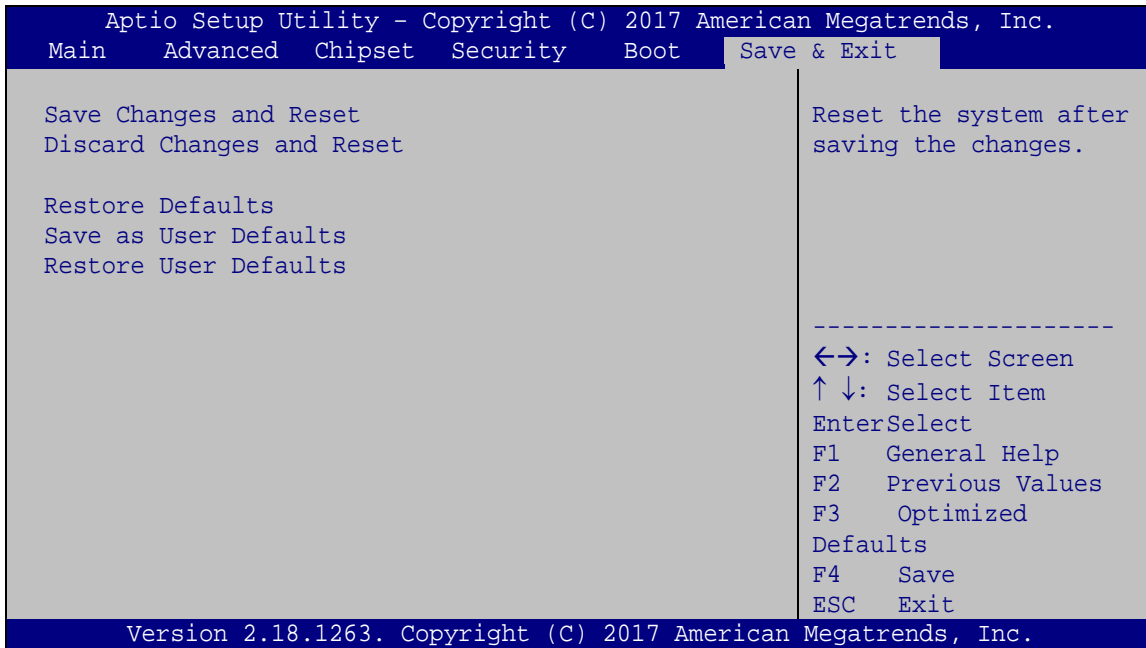 Aptio Setup Utility – Copyright (C) 2017 American Megatrends, Inc.
Main Advanced Chipset Security Boot Save & Exit
Save Changes and Reset
Discard Changes and Reset
Restore Defaults
Save as User Defaults
Restore User Defaults
Reset the system after
saving the changes.
----------------------
←→: Select Screen
↑ ↓: Select Item
EnterSelect
F1 General Help
F2 Previous Values
F3 Optimized
Defaults
F4 Save
ESC Exit
Version 2.18.1263. Copyright (C) 2017 American Megatrends, Inc.